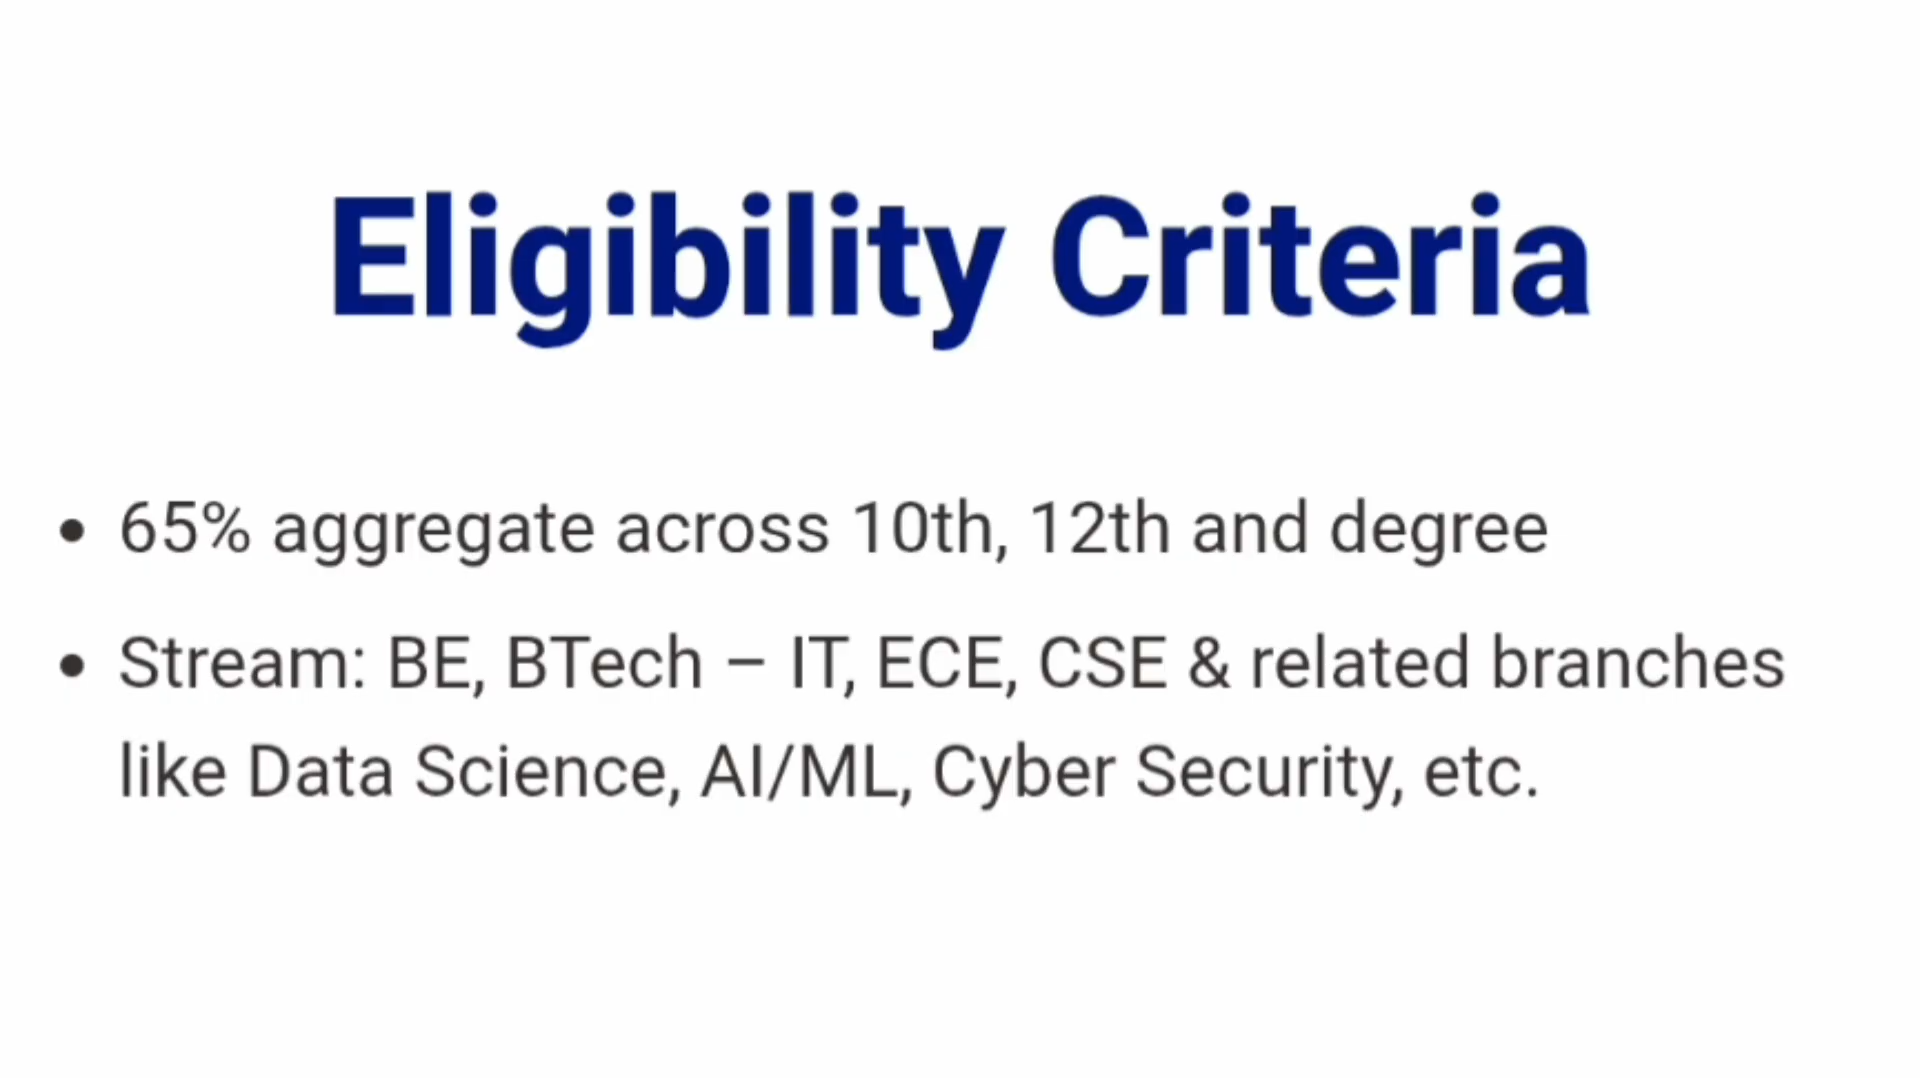 Eligibility Criteria
• 65% aggregate across 10th, 12th and degree
• Stream: BE, BTech – IT, ECE, CSE & related branches
like Data Science, AI/ML, Cyber Security, etc.